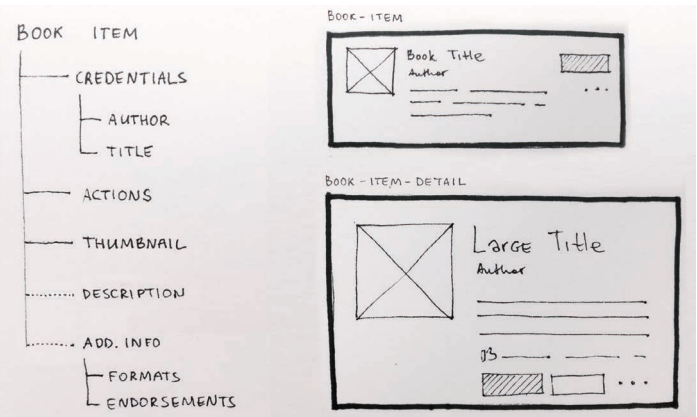 BOOK ITEM
CREDENTIALS
AUTHOR
TITLE
ACTIONS
THUMBNAIL
DESCRIPTION
ADD. INFO
FORMATS
ENDORSEMENTS
BOOK-ITEM
Book Title
Author
BOOK-ITEM-DETAIL
Large Title
Author